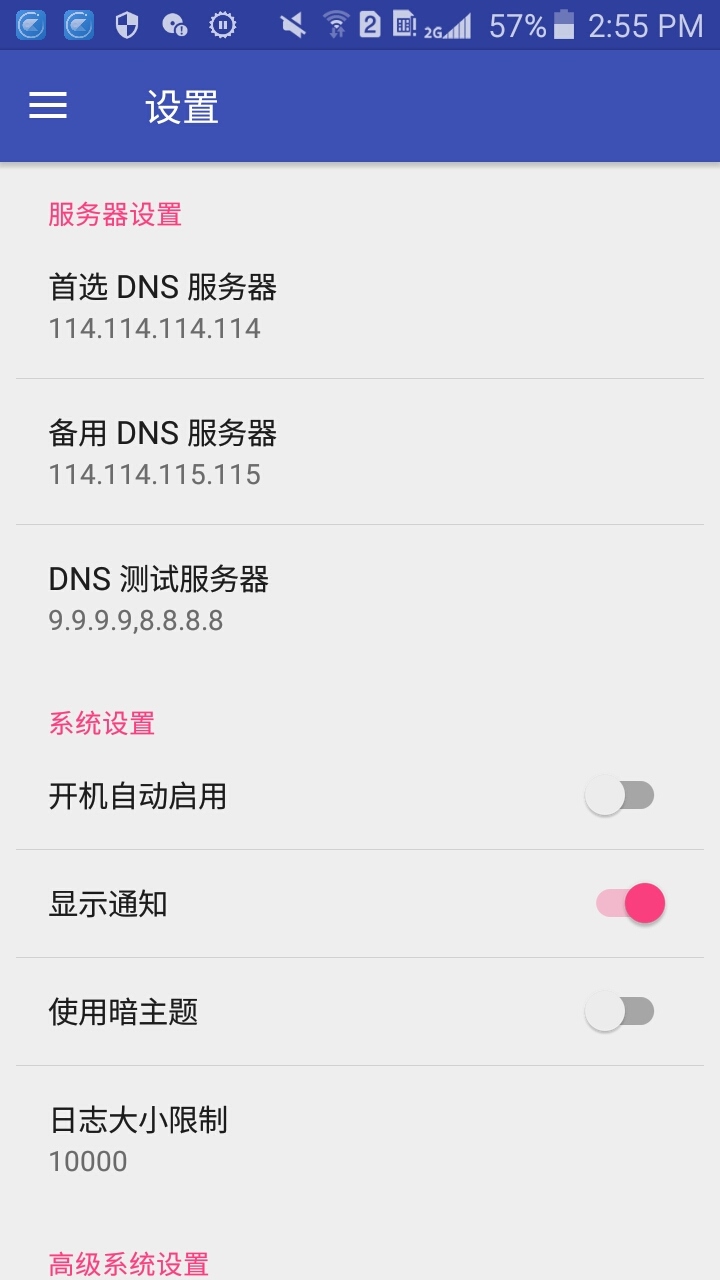 2G 57% 2:55 PM
设置
服务器设置
首选 DNS 服务器
114.114.114.114
备用 DNS 服务器
114.114.115.115
DNS 测试服务器
9.9.9.9,8.8.8.8
系统设置
开机自动启用
显示通知
使用暗主题
日志大小限制
10000
高级系统设置